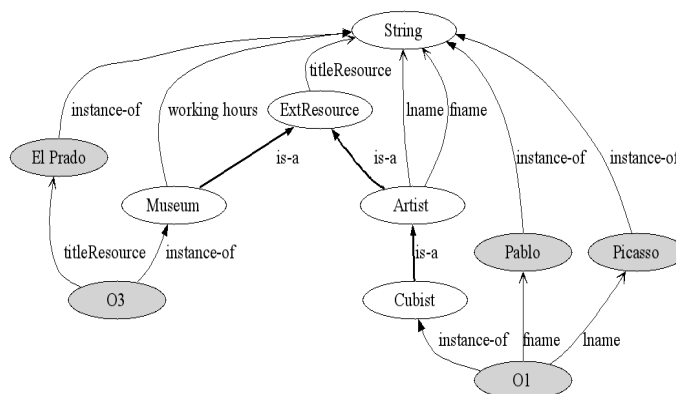 String
titleResource
instance-of
working hours
lname
fname
ExtResource
El Prado
is-a
is-a
instance-of
instance-of
Museum
Artist
titleResource
instance-of
is-a
Pablo
Picasso
O3
Cubist
instance-of
fname
lname
O1